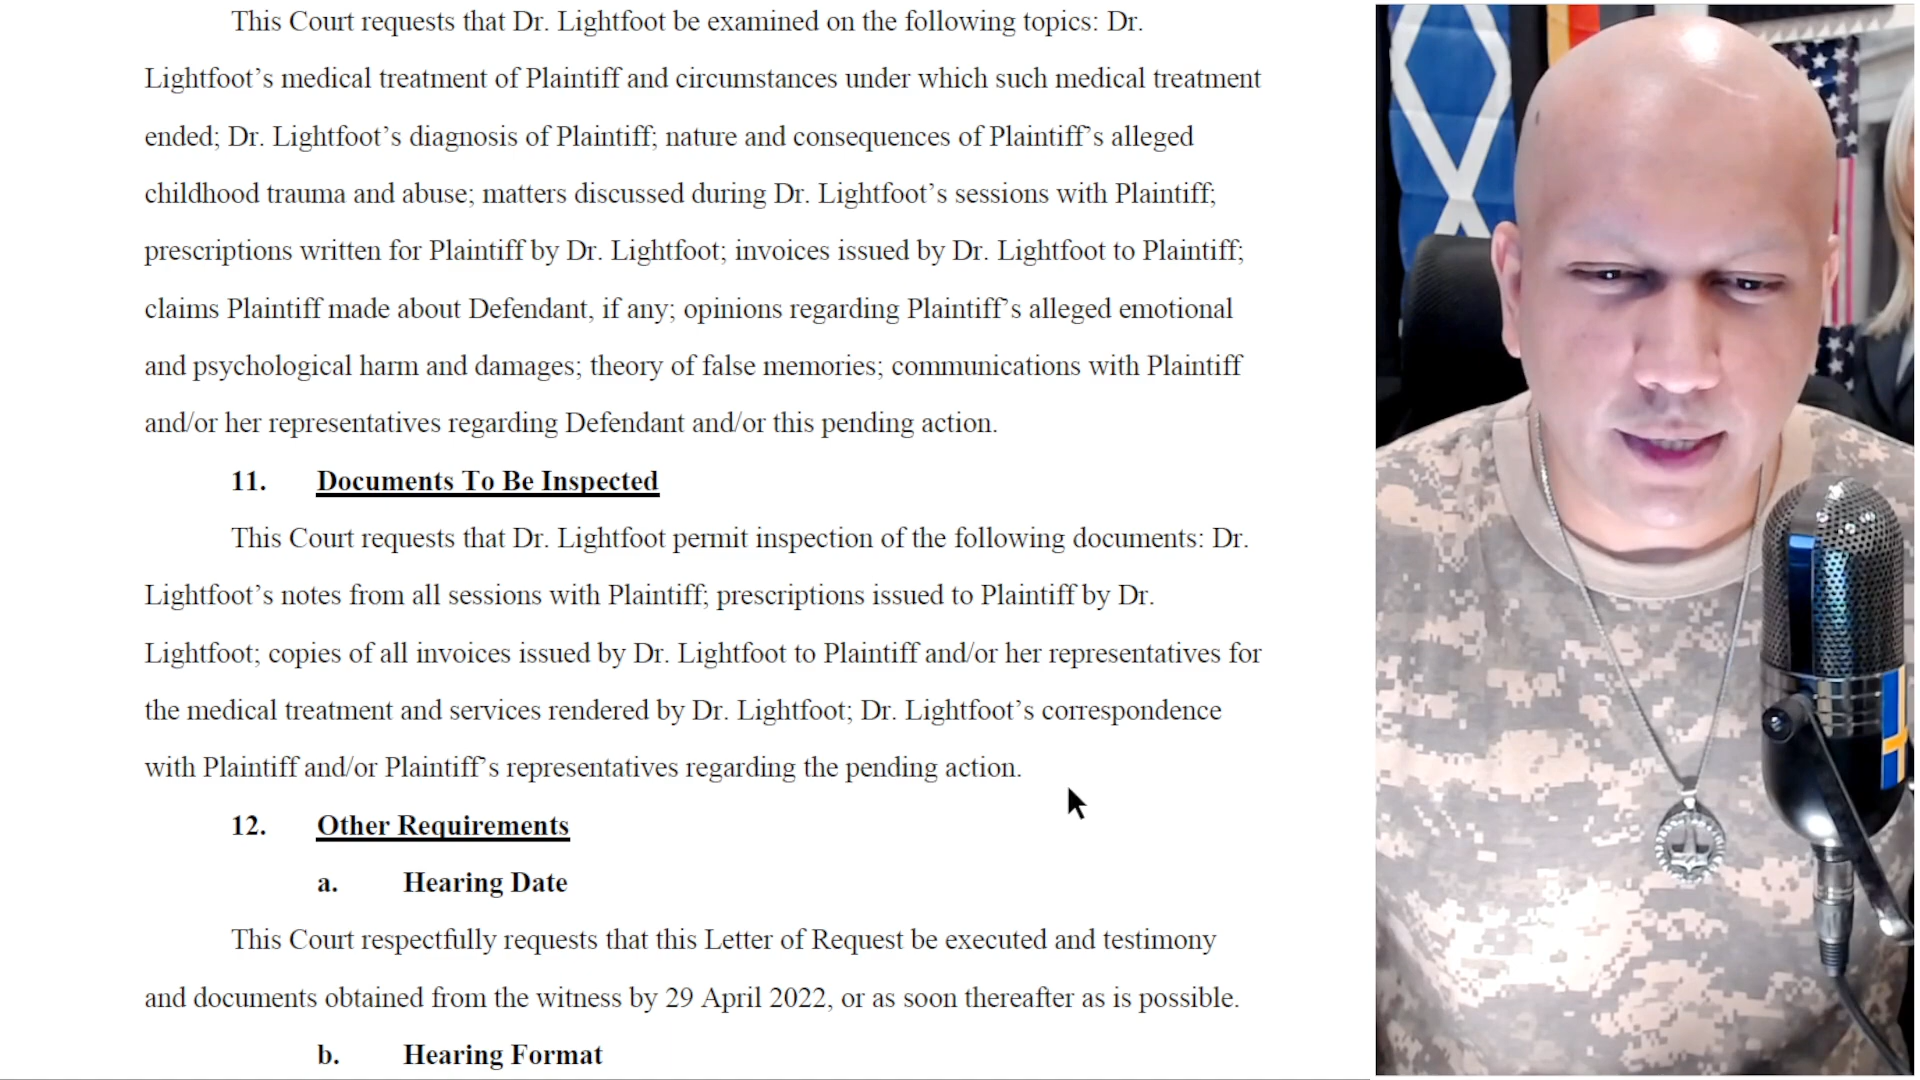 This Court requests that Dr. Lightfoot be examined on the following topics: Dr.
Lightfoot’s medical treatment of Plaintiff and circumstances under which such medical treatment
ended; Dr. Lightfoot’s diagnosis of Plaintiff; nature and consequences of Plaintiff’s alleged
childhood trauma and abuse; matters discussed during Dr. Lightfoot’s sessions with Plaintiff;
prescriptions written for Plaintiff by Dr. Lightfoot; invoices issued by Dr. Lightfoot to Plaintiff;
claims Plaintiff made about Defendant, if any; opinions regarding Plaintiff’s alleged emotional
and psychological harm and damages; theory of false memories; communications with Plaintiff
and/or her representatives regarding Defendant and/or this pending action.
11. Documents To Be Inspected
This Court requests that Dr. Lightfoot permit inspection of the following documents: Dr.
Lightfoot’s notes from all sessions with Plaintiff; prescriptions issued to Plaintiff by Dr.
Lightfoot; copies of all invoices issued by Dr. Lightfoot to Plaintiff and/or her representatives for
the medical treatment and services rendered by Dr. Lightfoot; Dr. Lightfoot’s correspondence
with Plaintiff and/or Plaintiff’s representatives regarding the pending action.
12. Other Requirements
a. Hearing Date
This Court respectfully requests that this Letter of Request be executed and testimony
and documents obtained from the witness by 29 April 2022, or as soon thereafter as is possible.
b. Hearing Format